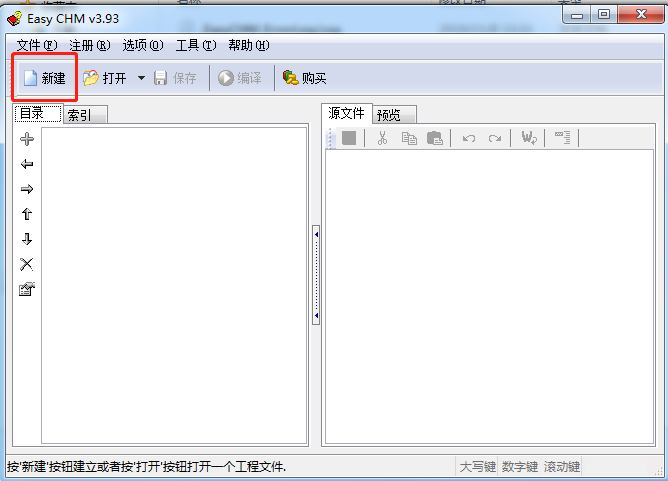 Easy CHM v3.93
文件(F) 注册(R) 选项(O) 工具(T) 帮助(H)
新建 打开 保存 编译 购买
目录 索引 源文件 预览
按'新建'按钮建立或者按'打开'按钮打开一个工程文件. 大写键 数字键 滚动键